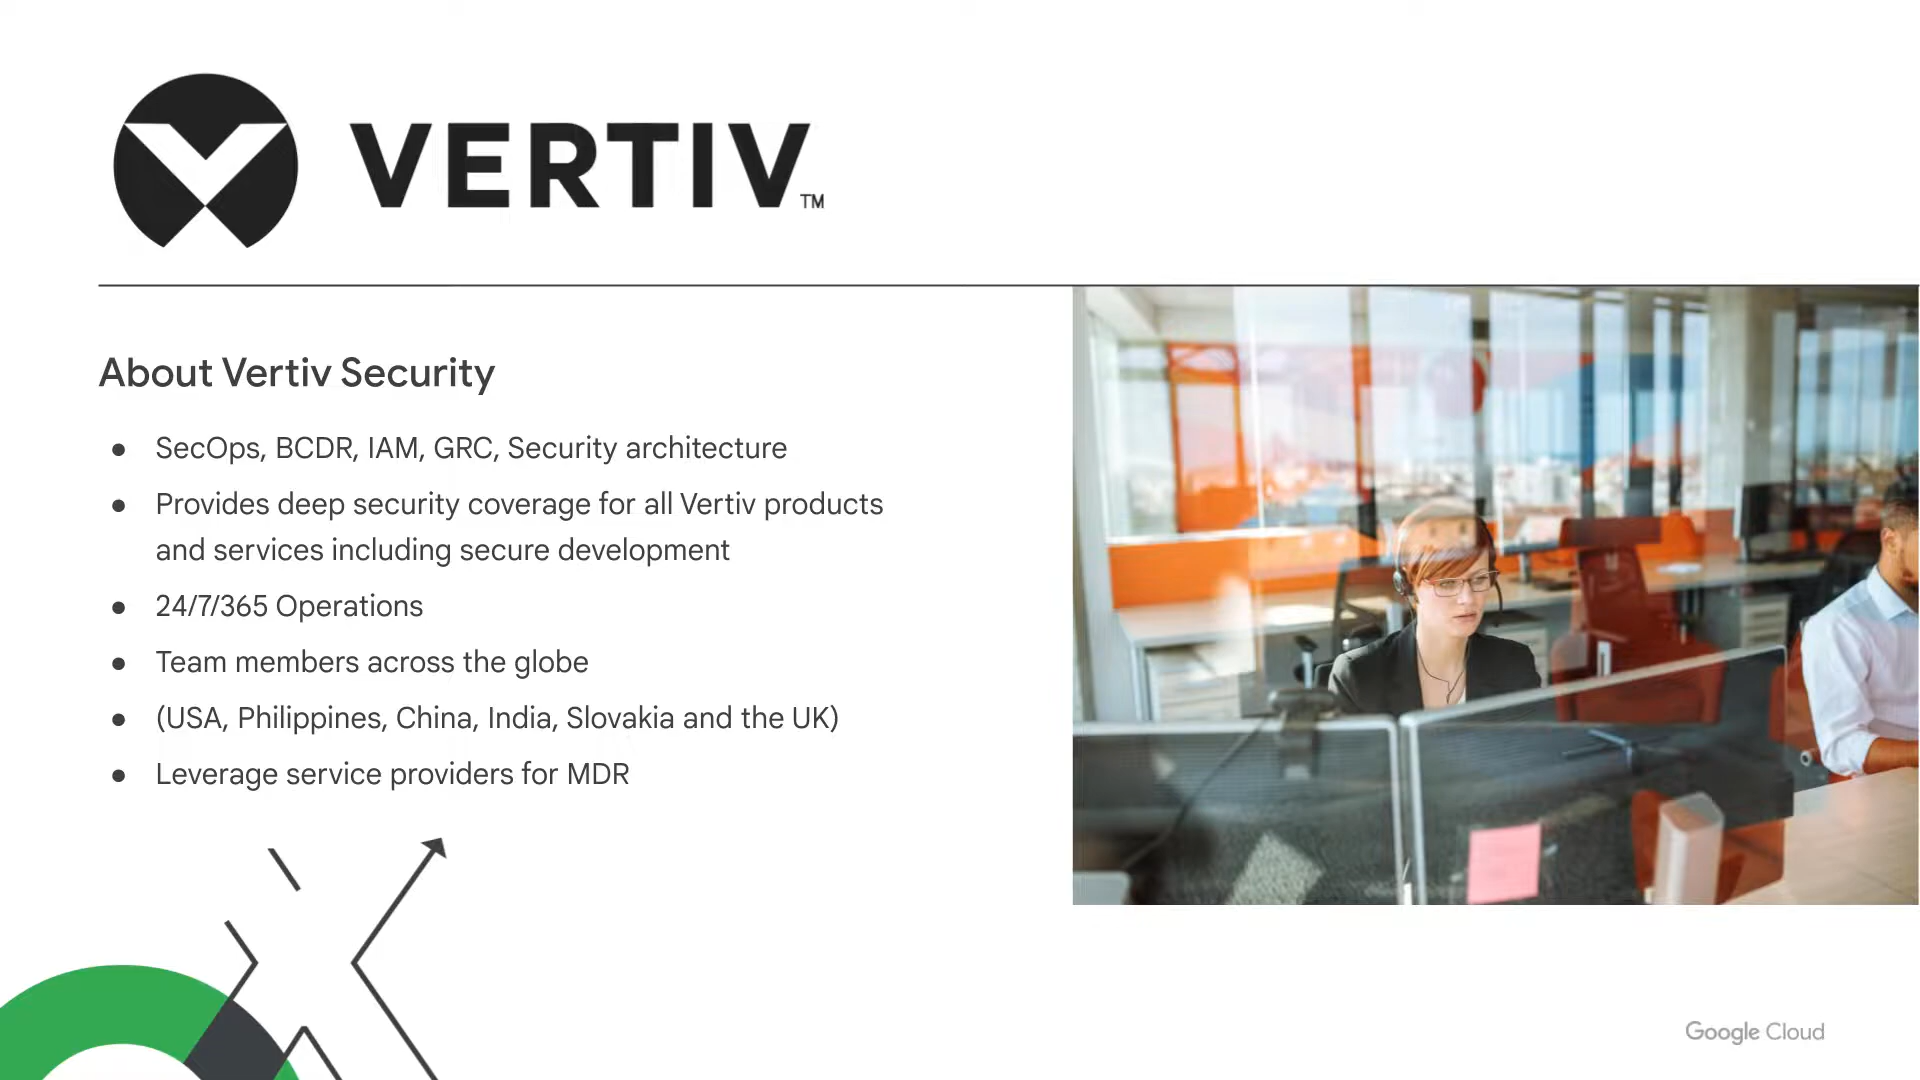 VERTIV™
About Vertiv Security
● SecOps, BCDR, IAM, GRC, Security architecture
● Provides deep security coverage for all Vertiv products
and services including secure development
● 24/7/365 Operations
● Team members across the globe
● (USA, Philippines, China, India, Slovakia and the UK)
● Leverage service providers for MDR
Google Cloud